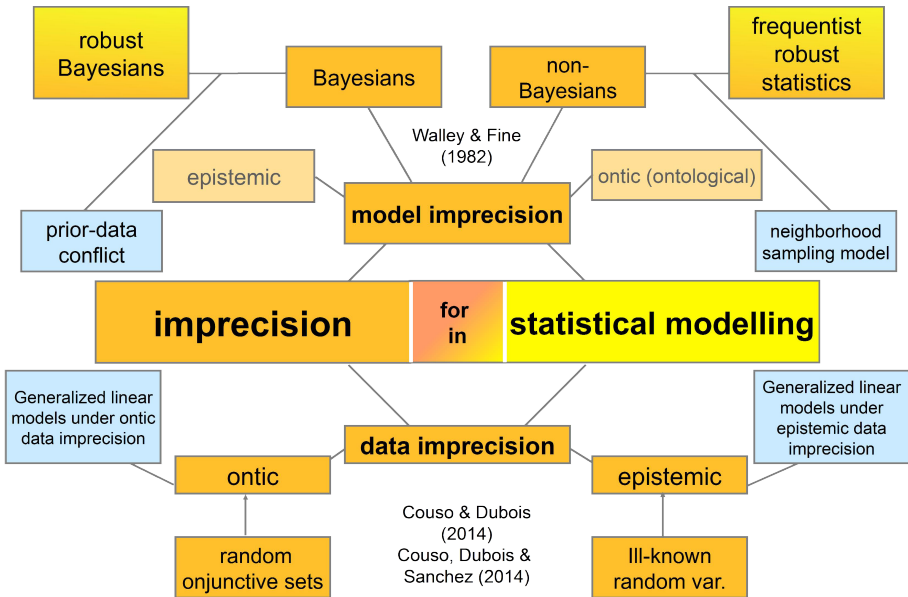 robust
Bayesians
Bayesians
non-
Bayesians
frequentist
robust
statistics
Walley & Fine
(1982)
epistemic
ontic (ontological)
model imprecision
prior-data
conflict
neighborhood
sampling model
imprecision
for
in
statistical modelling
Generalized linear
models under ontic
data imprecision
Generalized linear
models under
epistemic data
imprecision
data imprecision
ontic
epistemic
Couso & Dubois
(2014)
Couso, Dubois &
Sanchez (2014)
random
onjunctive sets
Ill-known
random var.